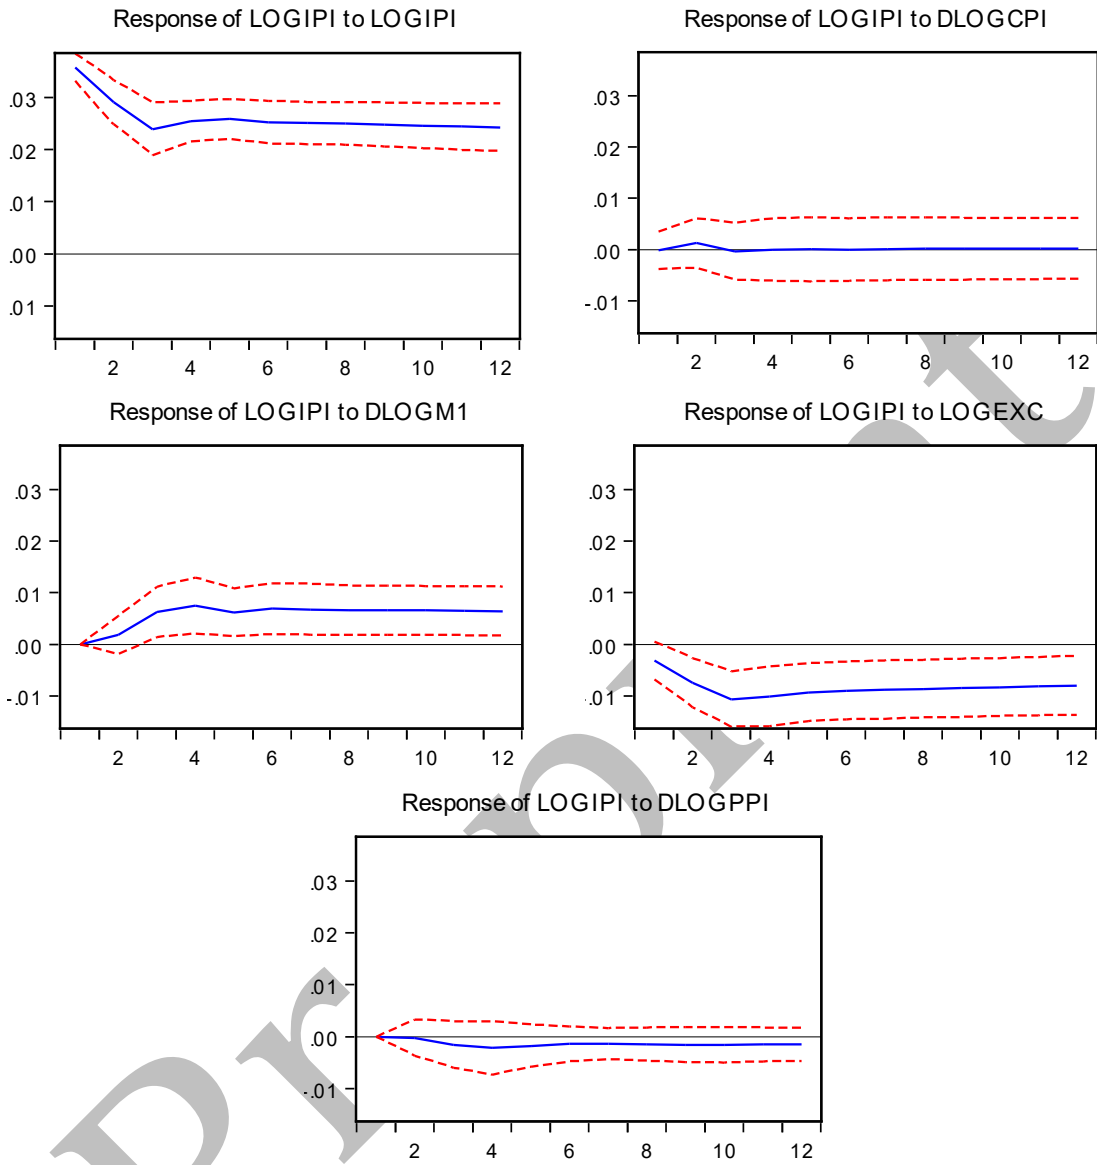 Response of LOGIPI to LOGIPI
.03
.02
.01
.00
.01
2 4 6 8 10 12
Response of LOGIPI to DLOGCPI
.03
.02
.01
.00
-.01
2 4 6 8 10 12
Response of LOGIPI to DLOGM1
.03
.02
.01
.00
-.01
2 4 6 8 10 12
Response of LOGIPI to LOGEXC
.03
.02
.01
.00
.01
2 4 6 8 10 12
Response of LOGIPI to DLOGPPI
.03
.02
.01
.00
-.01
2 4 6 8 10 12